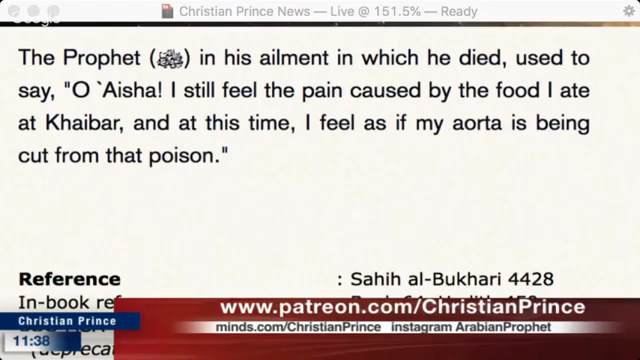 Christian Prince News — Live @ 151.5% — Ready
The Prophet (ﷺ) in his ailment in which he died, used to
say, "O `Aisha! I still feel the pain caused by the food I ate
at Khaibar, and at this time, I feel as if my aorta is being
cut from that poison."
Reference : Sahih al-Bukhari 4428
In-book ref
www.patreon.com/ChristianPrince
Christian Prince
minds.com/ChristianPrince instagram ArabianProphet
11:38
(deprecat